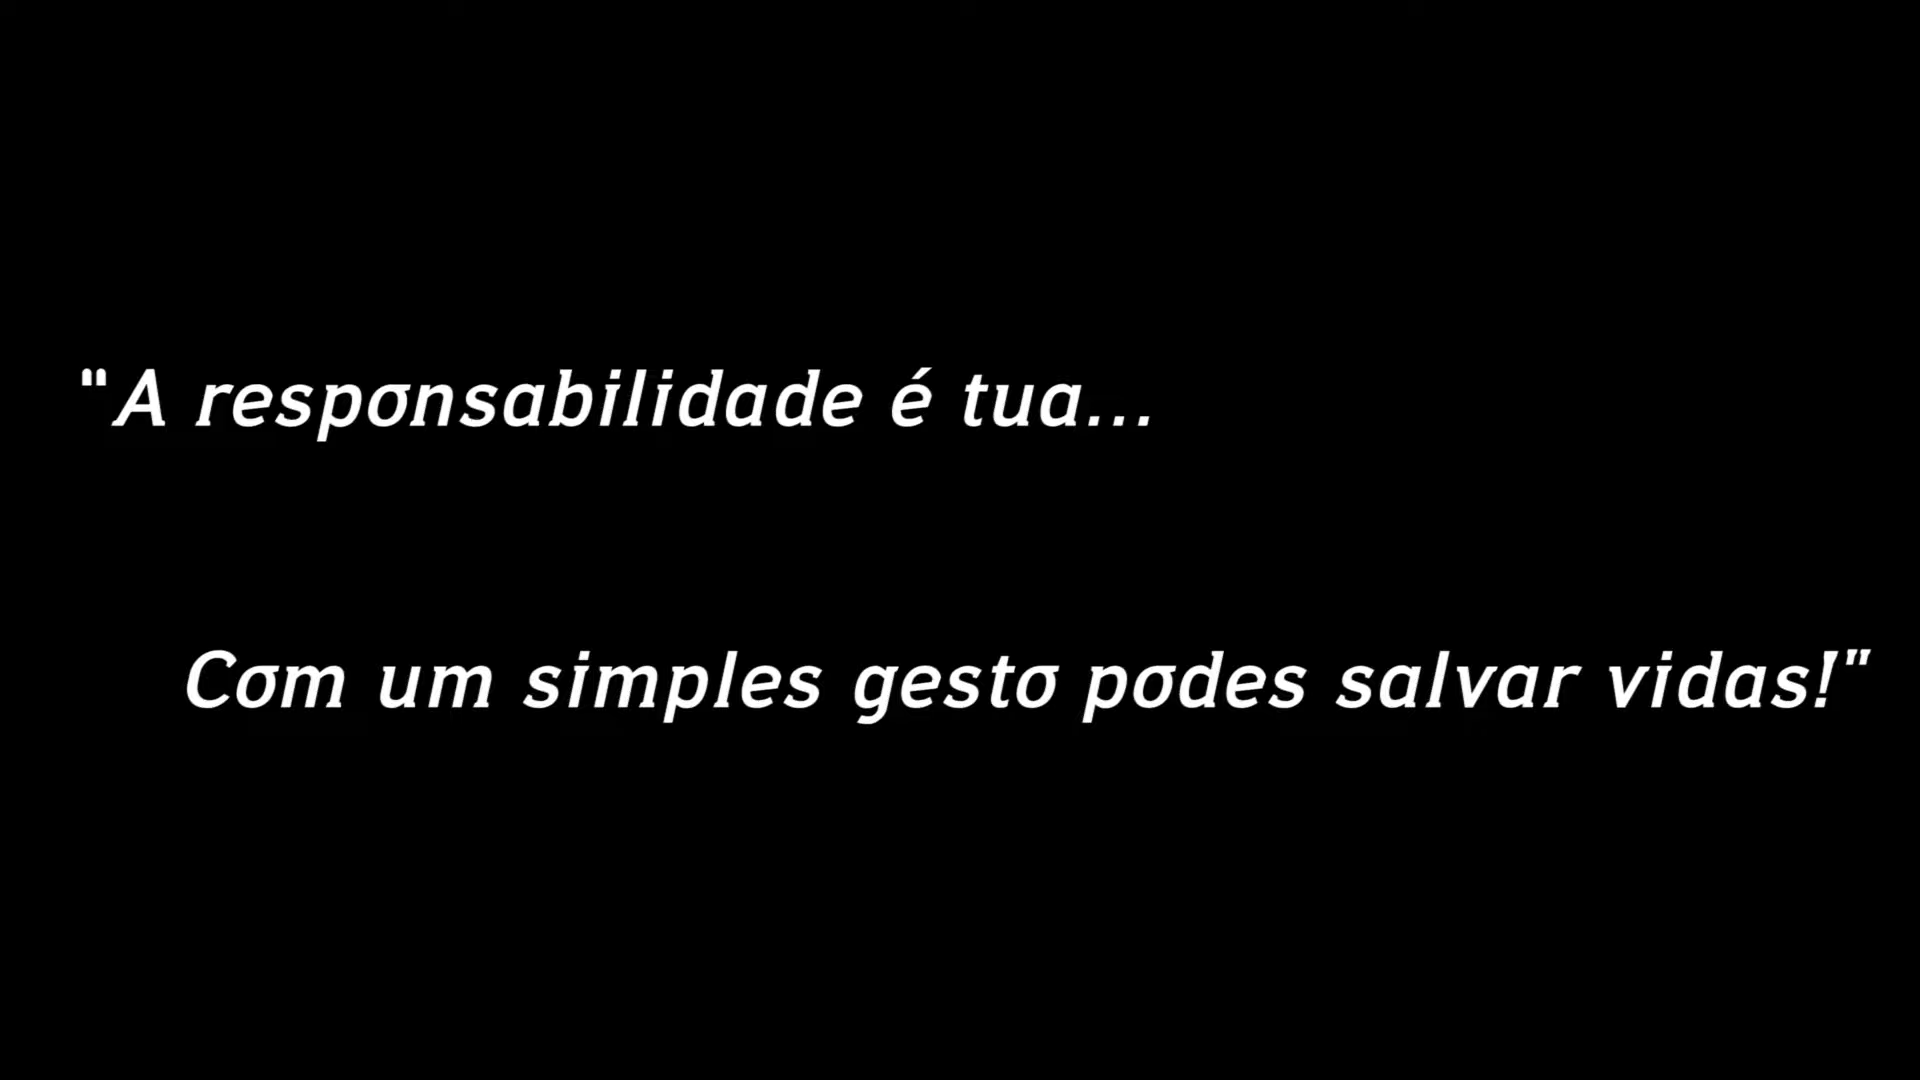 "A responsabilidade é tua...
Com um simples gesto podes salvar vidas!"